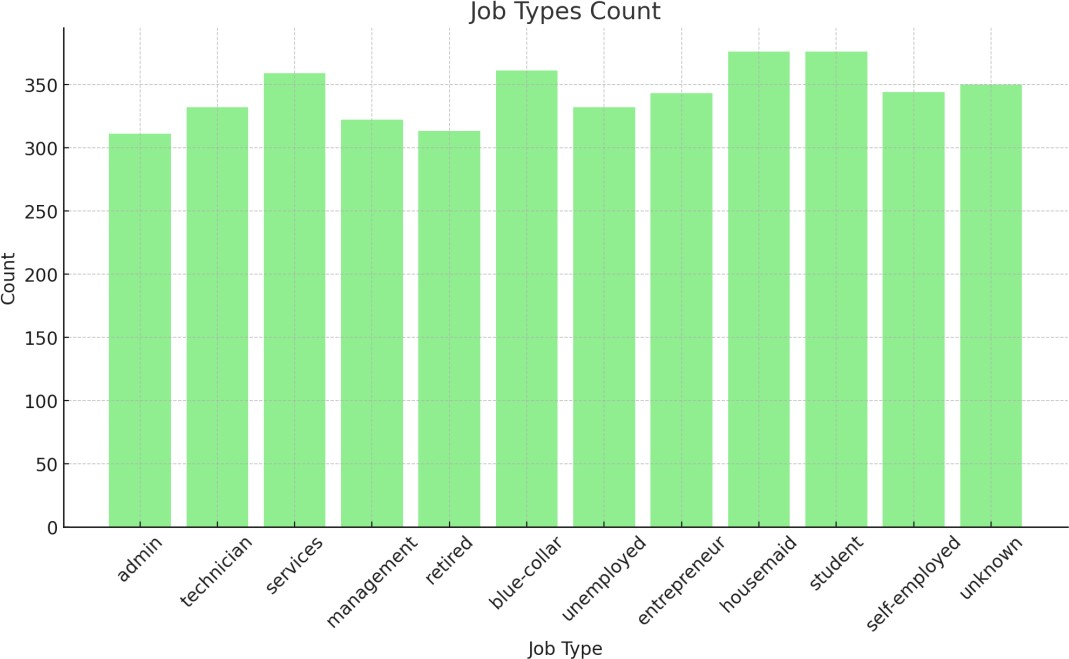 Job Types Count
Count
350
300
250
200
150
100
50
0
admin
technician
services
management
retired
blue-collar
unemployed
entrepreneur
housemaid
student
self-employed
unknown
Job Type